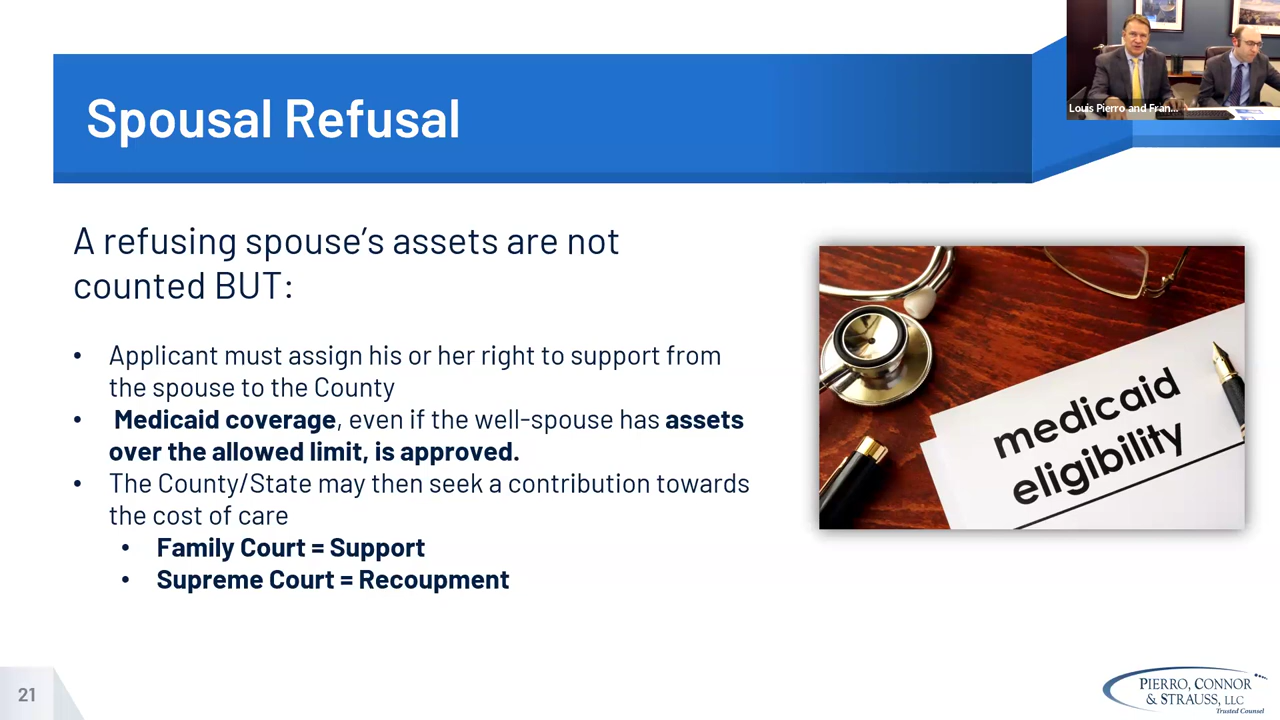 Louis Pierro and Fran...
Spousal Refusal
A refusing spouse’s assets are not
counted BUT:
• Applicant must assign his or her right to support from
the spouse to the County
• Medicaid coverage, even if the well-spouse has assets
over the allowed limit, is approved.
• The County/State may then seek a contribution towards
the cost of care
• Family Court = Support
• Supreme Court = Recoupment
medicaid
eligibility
21
PIERRO, CONNOR
& STRAUSS, LLC
Trusted Counsel